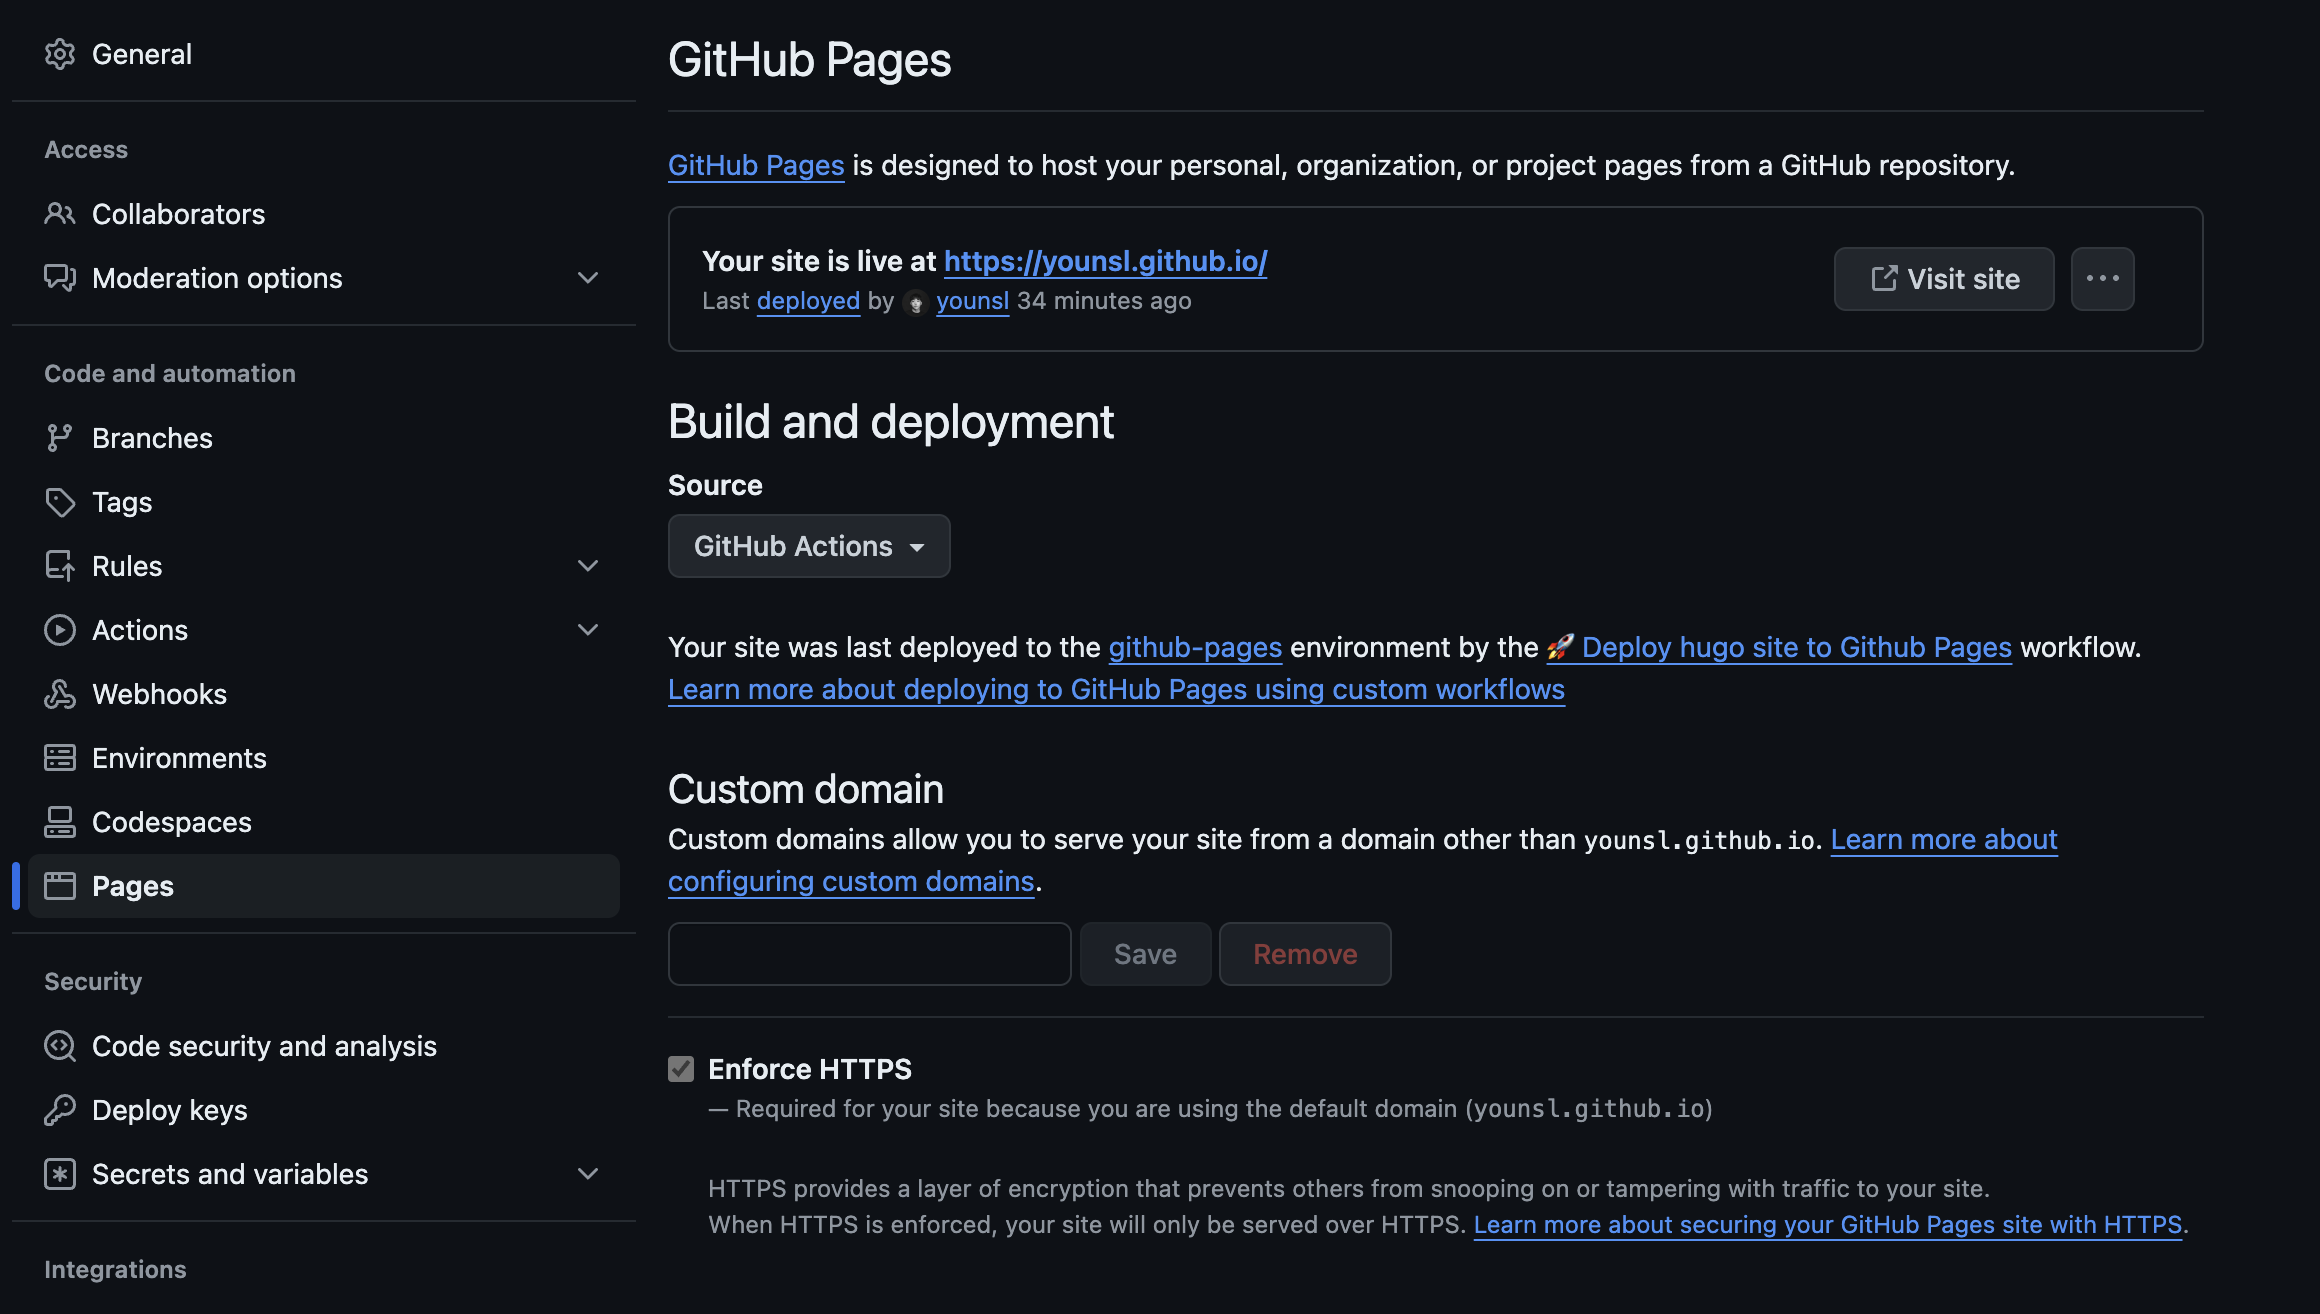 General
Access
Collaborators
Moderation options
Code and automation
Branches
Tags
Rules
Actions
Webhooks
Environments
Codespaces
Pages
Security
Code security and analysis
Deploy keys
Secrets and variables
Integrations
GitHub Pages
GitHub Pages is designed to host your personal, organization, or project pages from a GitHub repository.
Your site is live at https://younsl.github.io/
Last deployed by younsl 34 minutes ago
Visit site
Build and deployment
Source
GitHub Actions
Your site was last deployed to the github-pages environment by the 🚀 Deploy hugo site to Github Pages workflow.
Learn more about deploying to GitHub Pages using custom workflows
Custom domain
Custom domains allow you to serve your site from a domain other than younsl.github.io. Learn more about
configuring custom domains.
Save Remove
Enforce HTTPS
— Required for your site because you are using the default domain (younsl.github.io)
HTTPS provides a layer of encryption that prevents others from snooping on or tampering with traffic to your site.
When HTTPS is enforced, your site will only be served over HTTPS. Learn more about securing your GitHub Pages site with HTTPS.